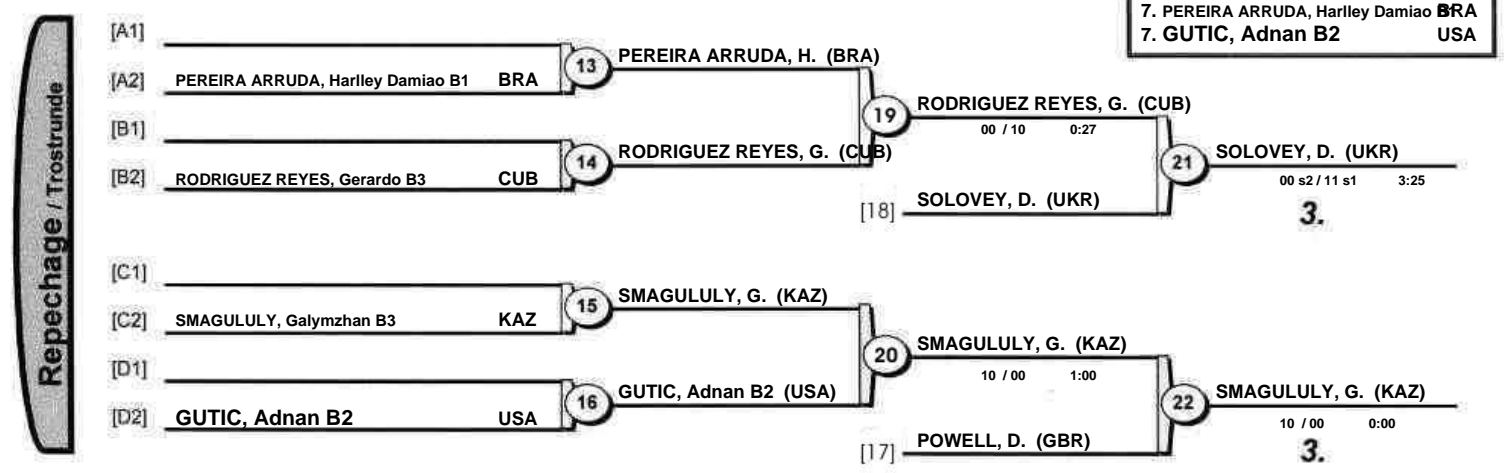 7. PEREIRA ARRUDA, Harlley Damiao BRA
7. GUTIC, Adnan B2 USA
Repechage / Trostrunde
[A1]
[A2] PEREIRA ARRUDA, Harlley Damiao B1 BRA
13
PEREIRA ARRUDA, H. (BRA)
[B1]
[B2] RODRIGUEZ REYES, Gerardo B3 CUB
14
RODRIGUEZ REYES, G. (CUB)
19
RODRIGUEZ REYES, G. (CUB)
00 / 10 0:27
[18] SOLOVEY, D. (UKR)
21
SOLOVEY, D. (UKR)
00 s2 / 11 s1 3:25
3.
[C1]
[C2] SMAGULULY, Galymzhan B3 KAZ
15
SMAGULULY, G. (KAZ)
[D1]
[D2] GUTIC, Adnan B2 USA
16
GUTIC, Adnan B2 (USA)
20
SMAGULULY, G. (KAZ)
10 / 00 1:00
[17] POWELL, D. (GBR)
22
SMAGULULY, G. (KAZ)
10 / 00 0:00
3.